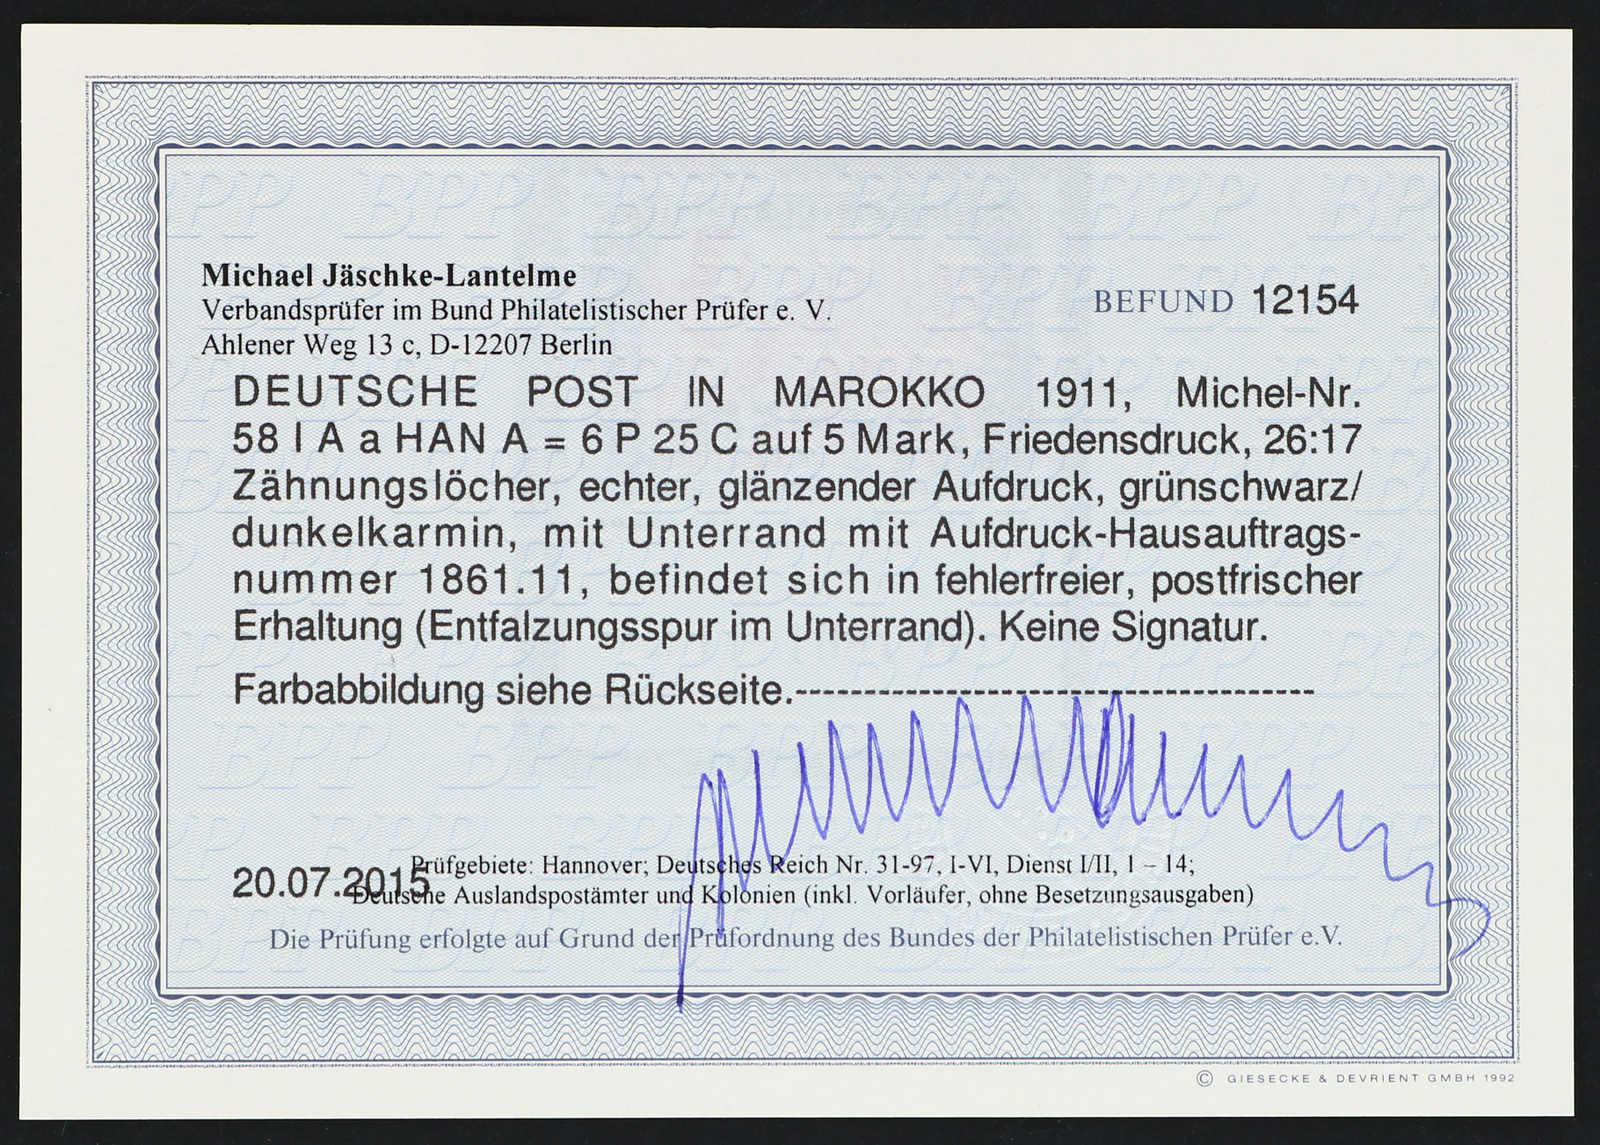 Michael Jäschke-Lantelme
Verbandsprüfer im Bund Philatelistischer Prüfer e. V.
Ahlener Weg 13 c, D-12207 Berlin
BEFUND 12154
DEUTSCHE POST IN MAROKKO 1911, Michel-Nr.
58 I A a HAN A = 6 P 25 C auf 5 Mark, Friedensdruck, 26:17
Zähnungslöcher, echter, glänzender Aufdruck, grünschwarz/
dunkelkarmin, mit Unterrand mit Aufdruck-Hausauftrags-
nummer 1861.11, befindet sich in fehlerfreier, postfrischer
Erhaltung (Entfalzungsspur im Unterrand). Keine Signatur.
Farbabbildung siehe Rückseite.--------------------------------------
20.07.2015
Prüfgebiete: Hannover; Deutsches Reich Nr. 31-97, I-VI, Dienst I/II, 1 – 14;
Deutsche Auslandspostämter und Kolonien (inkl. Vorläufer, ohne Besetzungsausgaben)
Die Prüfung erfolgte auf Grund der Prüfordnung des Bundes der Philatelistischen Prüfer e.V.
© GIESECKE & DEVRIENT GMBH 1992